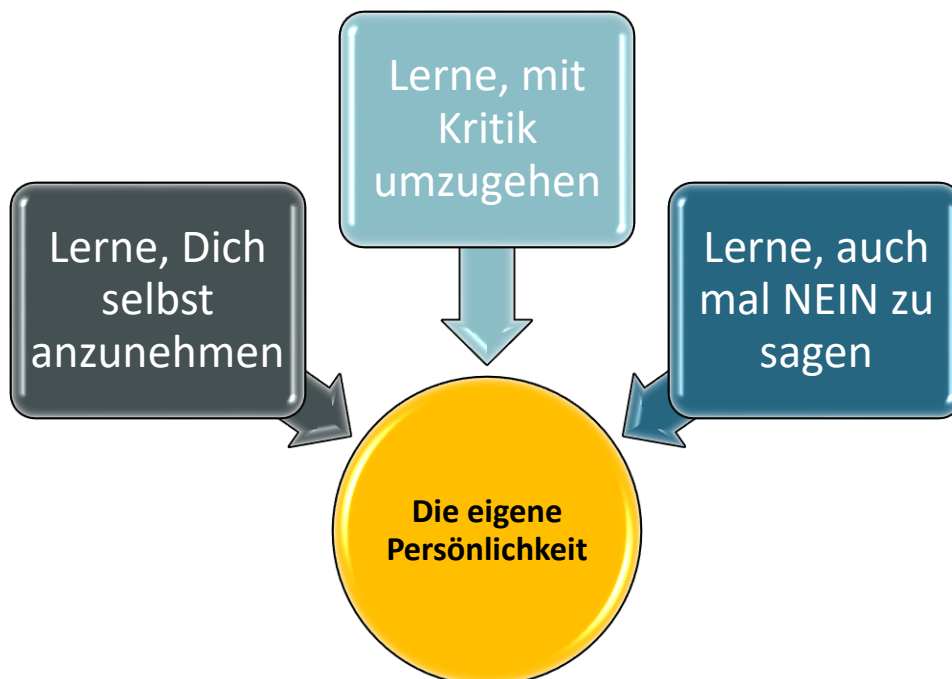 Lerne, mit
Kritik
umzugehen
Lerne, Dich
selbst
anzunehmen
Lerne, auch
mal NEIN zu
sagen
Die eigene
Persönlichkeit